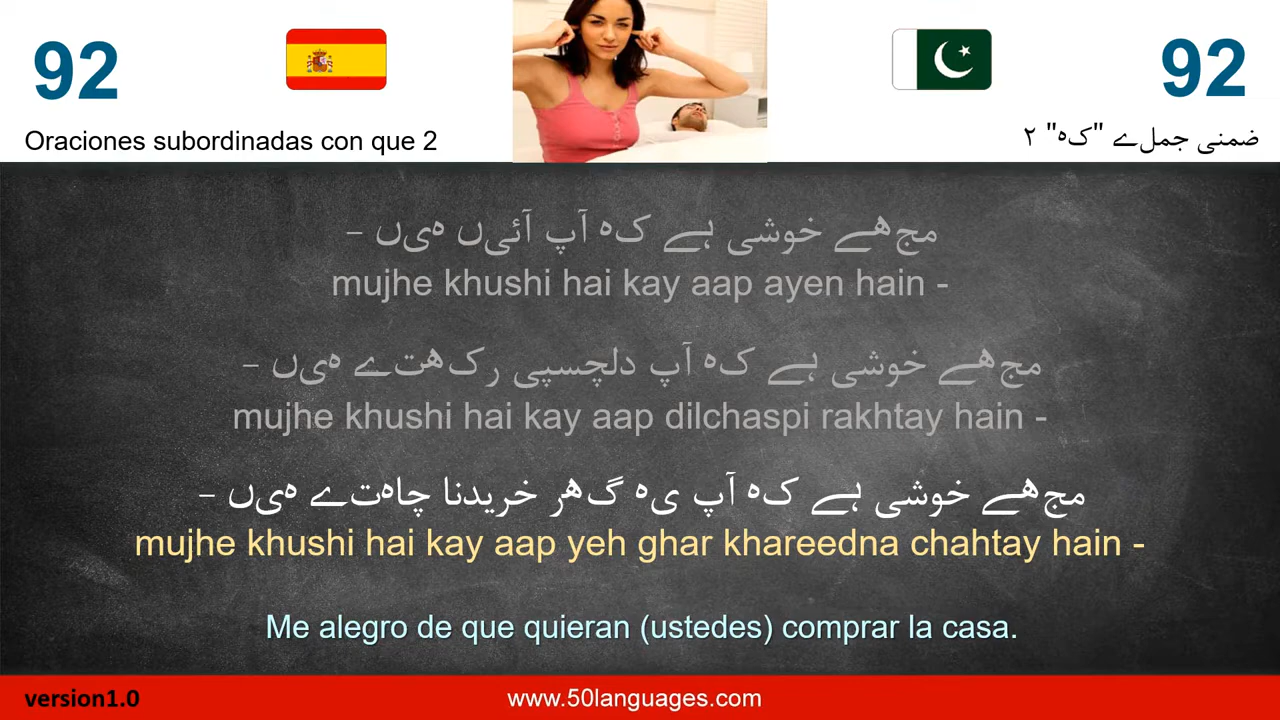 92
92
Oraciones subordinadas con que 2
ضمنی جملے "کہ" ۲
مجھے خوشی ہے کہ آپ آئیں ہیں –
mujhe khushi hai kay aap ayen hain -
مجھے خوشی ہے کہ آپ دلچسپی رکھتے ہیں –
mujhe khushi hai kay aap dilchaspi rakhtay hain -
مجھے خوشی ہے کہ آپ یہ گھر خریدنا چاہتے ہیں –
mujhe khushi hai kay aap yeh ghar khareedna chahtay hain -
Me alegro de que quieran (ustedes) comprar la casa.
version1.0
www.50languages.com